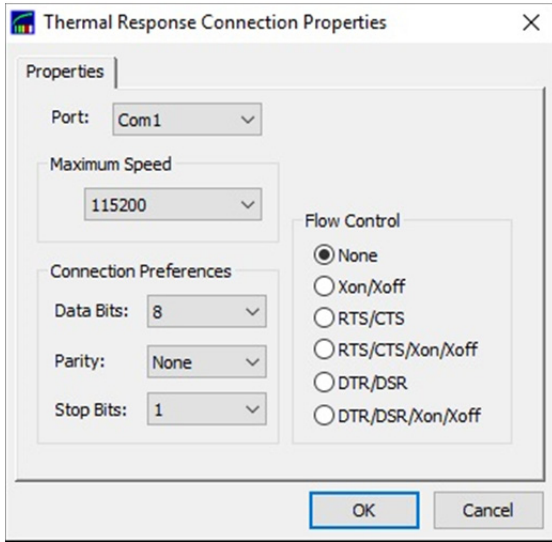 Thermal Response Connection Properties
Properties
Port: Com1
Maximum Speed
115200
Connection Preferences
Data Bits: 8
Parity: None
Stop Bits: 1
Flow Control
None
Xon/Xoff
RTS/CTS
RTS/CTS/Xon/Xoff
DTR/DSR
DTR/DSR/Xon/Xoff
OK Cancel